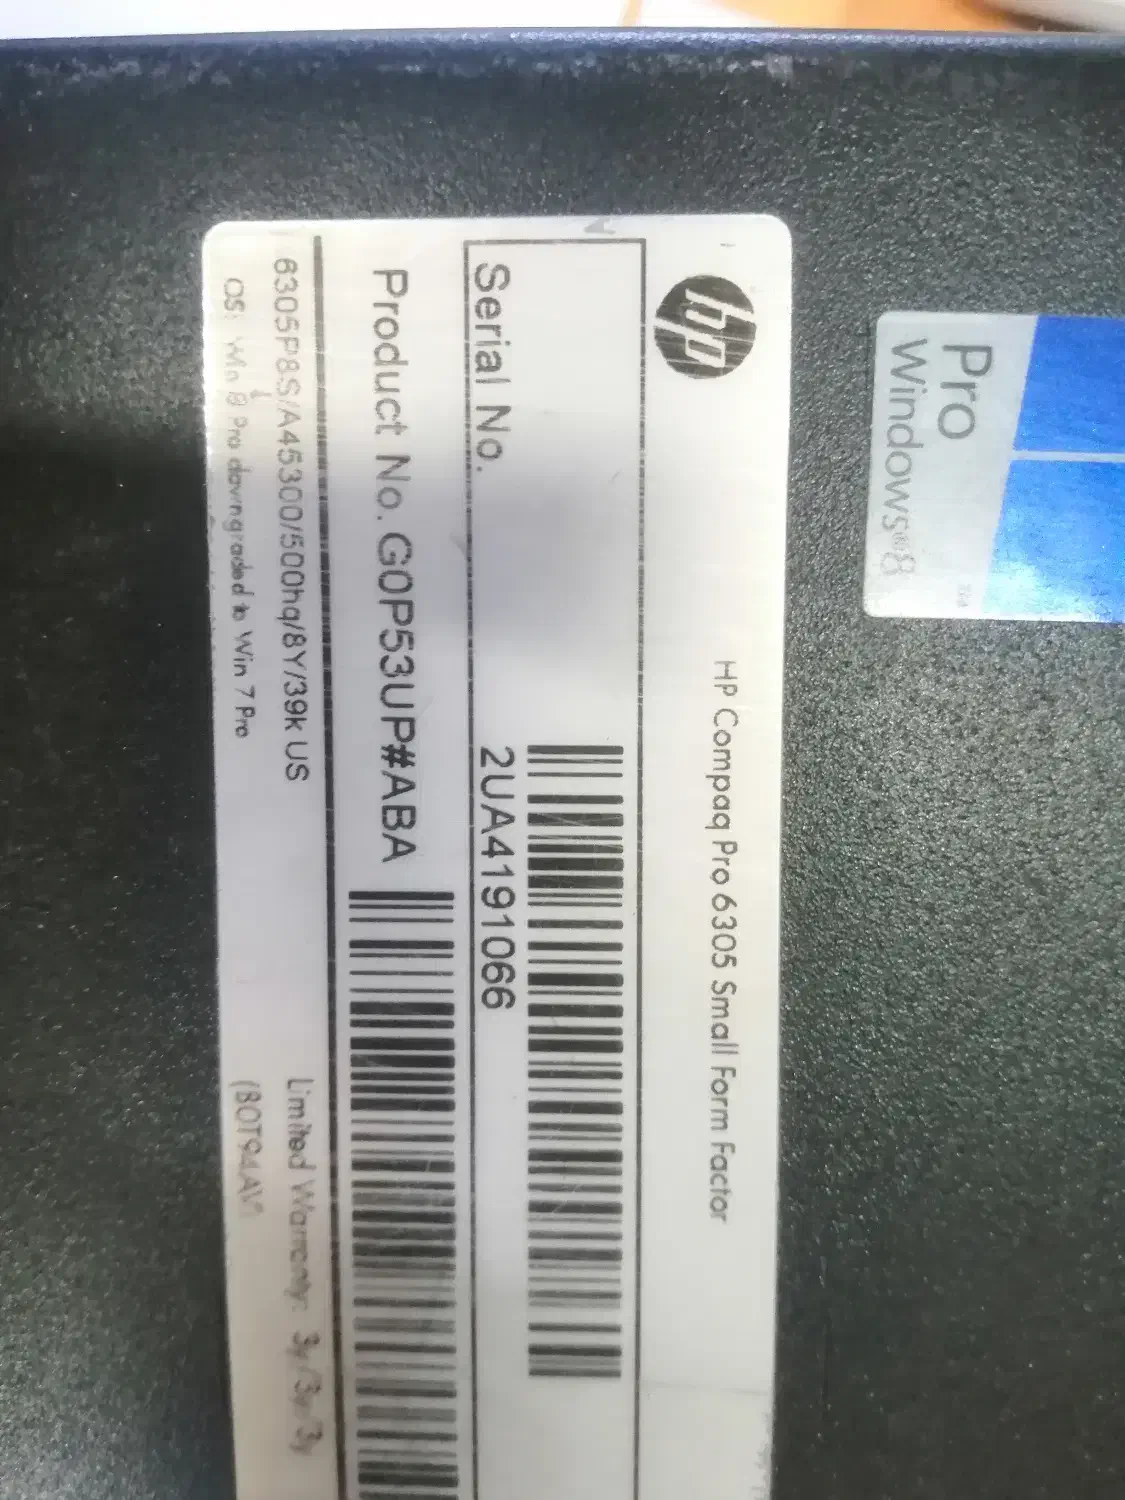 Windows®8
Pro
hp
HP Compaq Pro 6305 Small Form Factor
Serial No.
2UA4191066
Product No. G0P53UP#ABA
6305P8S/A45300/500hq/8Y/39k US
Limited Warranty: 3y/3y/3y
OS: Win 8 Pro downgraded to Win 7 Pro
(B0T94AV)